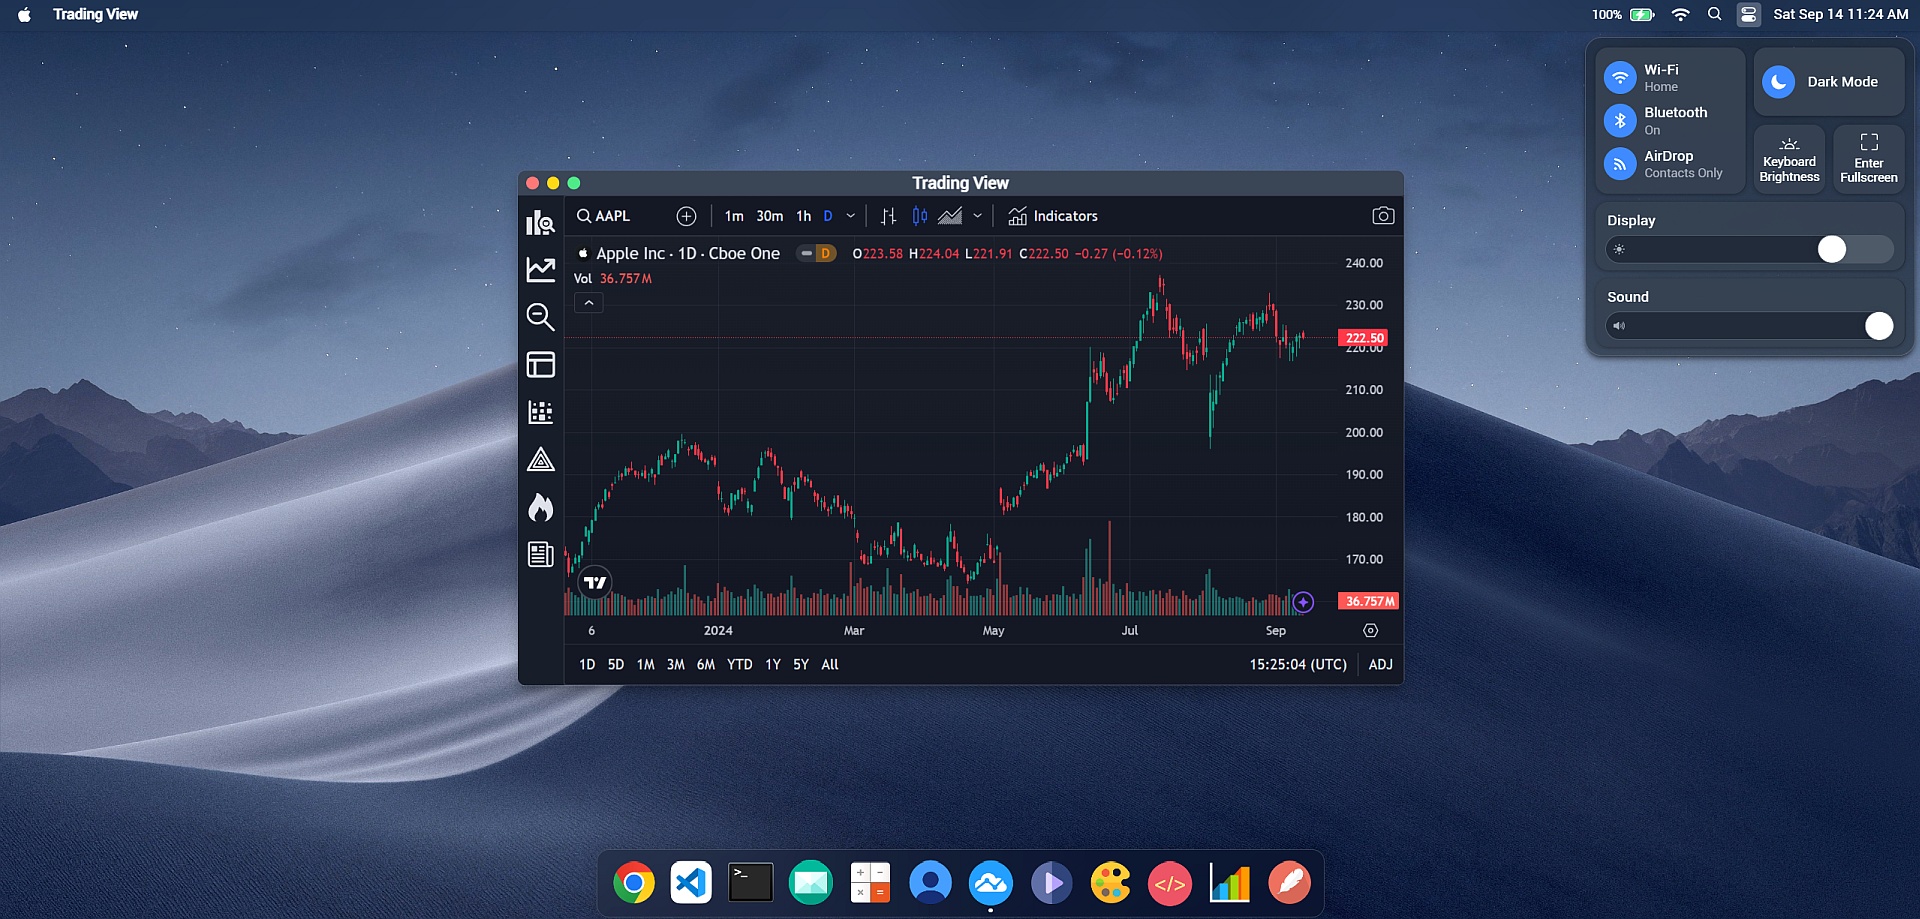 Trading View
100%
Sat Sep 14 11:24 AM
Wi-Fi
Home
Bluetooth
On
AirDrop
Contacts Only
Dark Mode
Keyboard
Brightness
Enter
Fullscreen
Display
Sound
Trading View
AAPL 1m 30m 1h D Indicators
Apple Inc · 1D · Cboe One D O223.58 H224.04 L221.91 C222.50 −0.27 (−0.12%)
Vol 36.757M
240.00
230.00
222.50
220.00
210.00
200.00
190.00
180.00
170.00
36.757M
6 2024 Mar May Jul Sep
1D 5D 1M 3M 6M YTD 1Y 5Y All 15:25:04 (UTC) ADJ
>_
+ −
× =
</>